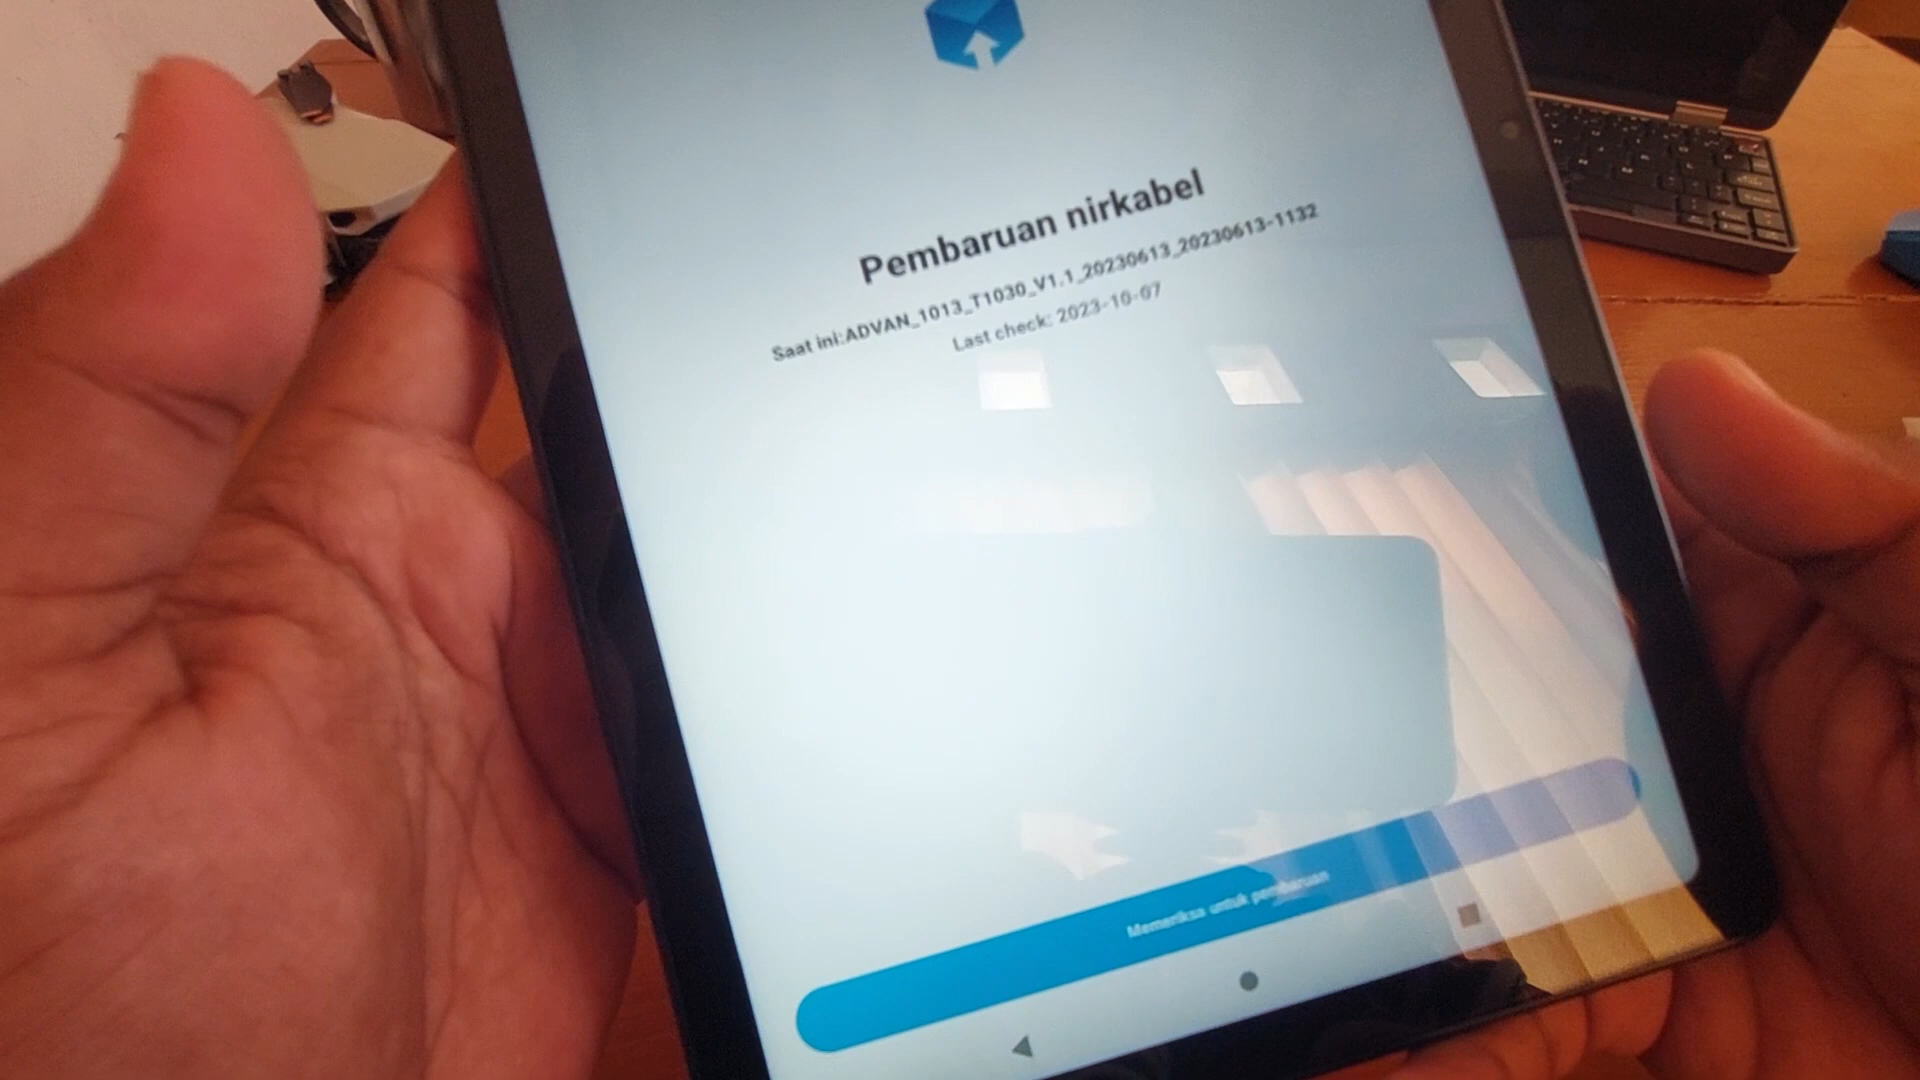 Pembaruan nirkabel
Saat ini:ADVAN_1013_T1030_V1.1_20230613_20230613-1132
Last check: 2023-10-07
Memeriksa untuk pembaruan